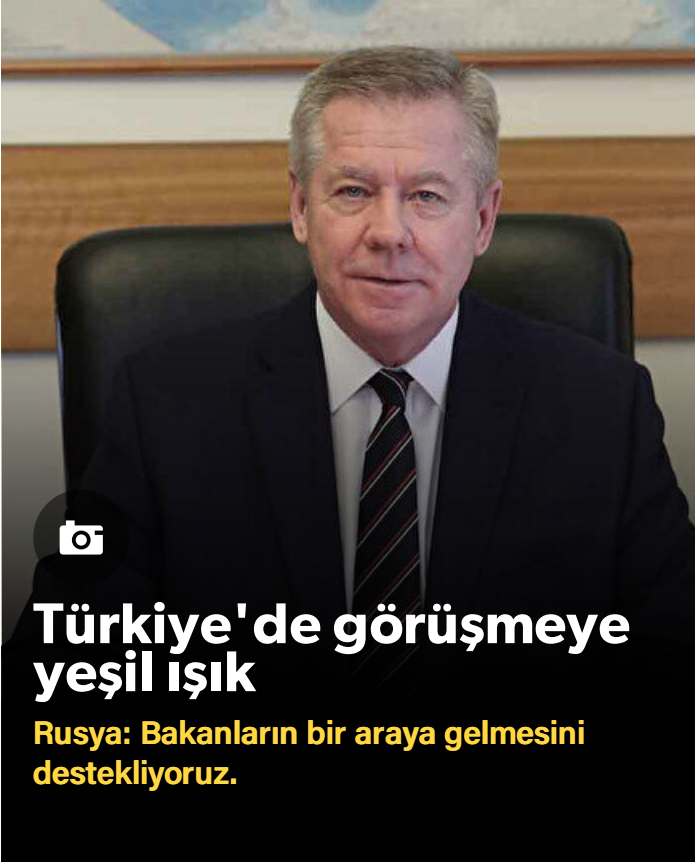 Türkiye'de görüşmeye
yeşil ışık
Rusya: Bakanların bir araya gelmesini
destekliyoruz.